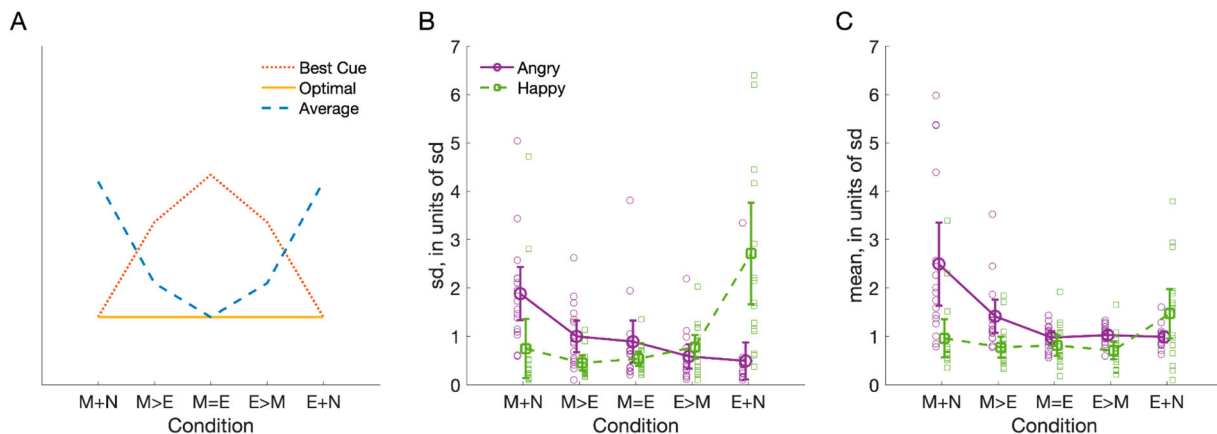 A
Best Cue
Optimal
Average
M+N M>E M=E E>M E+N
Condition
B
sd, in units of sd
7
6
5
4
3
2
1
0
Angry
Happy
M+N M>E M=E E>M E+N
Condition
C
mean, in units of sd
7
6
5
4
3
2
1
0
M+N M>E M=E E>M E+N
Condition